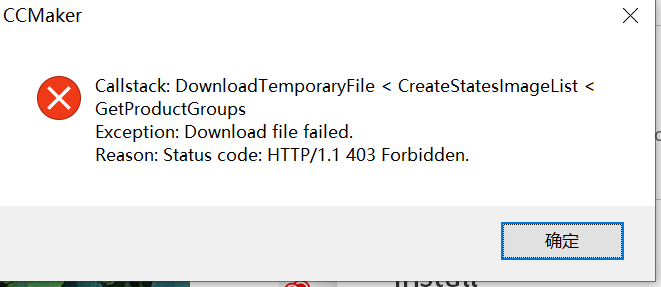 CCMaker
Callstack: DownloadTemporaryFile < CreateStatesImageList <
GetProductGroups
Exception: Download file failed.
Reason: Status code: HTTP/1.1 403 Forbidden.
确定